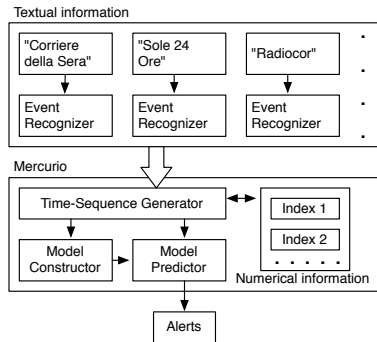 Textual information
"Corriere
della Sera"
"Sole 24
Ore"
"Radiocor"
Event
Recognizer
Event
Recognizer
Event
Recognizer
Mercurio
Time-Sequence Generator
Index 1
Index 2
Model
Constructor
Model
Predictor
Numerical information
Alerts